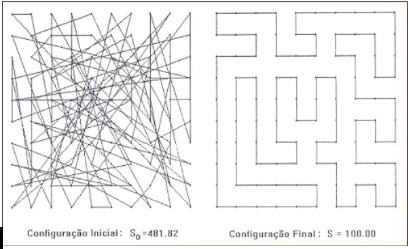 Configuração Inicial: S₀=481.82
Configuração Final: S = 100.00